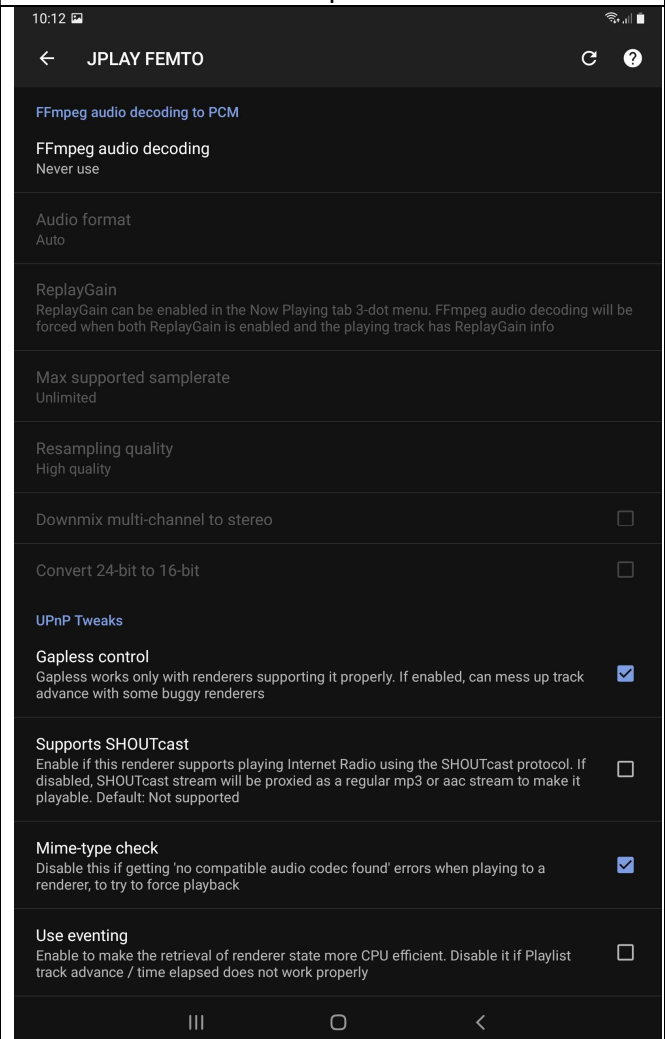 10:12
JPLAY FEMTO
FFmpeg audio decoding to PCM
FFmpeg audio decoding
Never use
Audio format
Auto
ReplayGain
ReplayGain can be enabled in the Now Playing tab 3-dot menu. FFmpeg audio decoding will be
forced when both ReplayGain is enabled and the playing track has ReplayGain info
Max supported samplerate
Unlimited
Resampling quality
High quality
Downmix multi-channel to stereo
Convert 24-bit to 16-bit
UPnP Tweaks
Gapless control
Gapless works only with renderers supporting it properly. If enabled, can mess up track
advance with some buggy renderers
Supports SHOUTcast
Enable if this renderer supports playing Internet Radio using the SHOUTcast protocol. If
disabled, SHOUTcast stream will be proxied as a regular mp3 or aac stream to make it
playable. Default: Not supported
Mime-type check
Disable this if getting 'no compatible audio codec found' errors when playing to a
renderer, to try to force playback
Use eventing
Enable to make the retrieval of renderer state more CPU efficient. Disable it if Playlist
track advance / time elapsed does not work properly